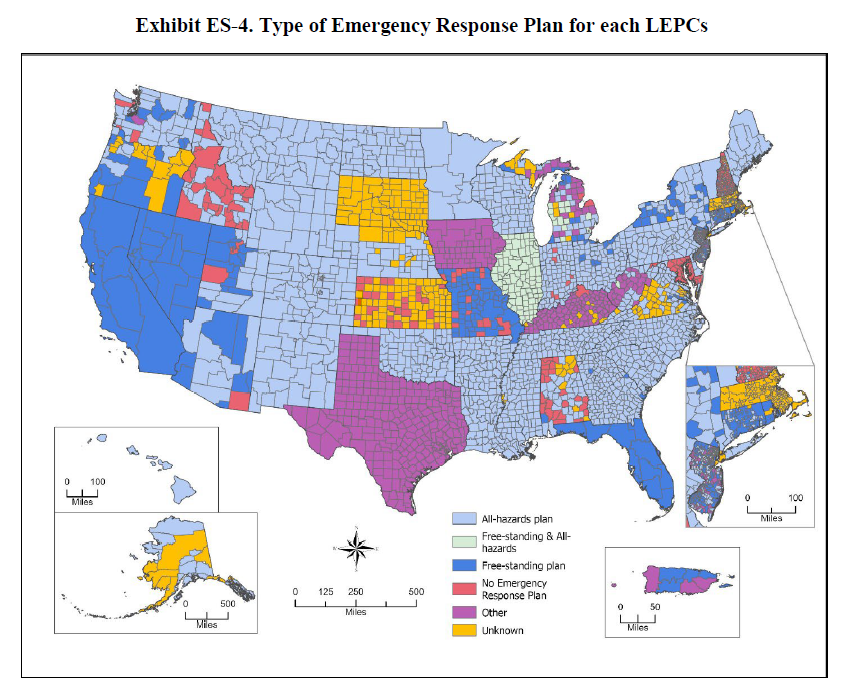 Exhibit ES-4. Type of Emergency Response Plan for each LEPCs
0 100
Miles
0 500
Miles
N
W E
S
0 125 250 500
Miles
All-hazards plan
Free-standing & All-
hazards
Free-standing plan
No Emergency
Response Plan
Other
Unknown
0 100
Miles
0 50
Miles